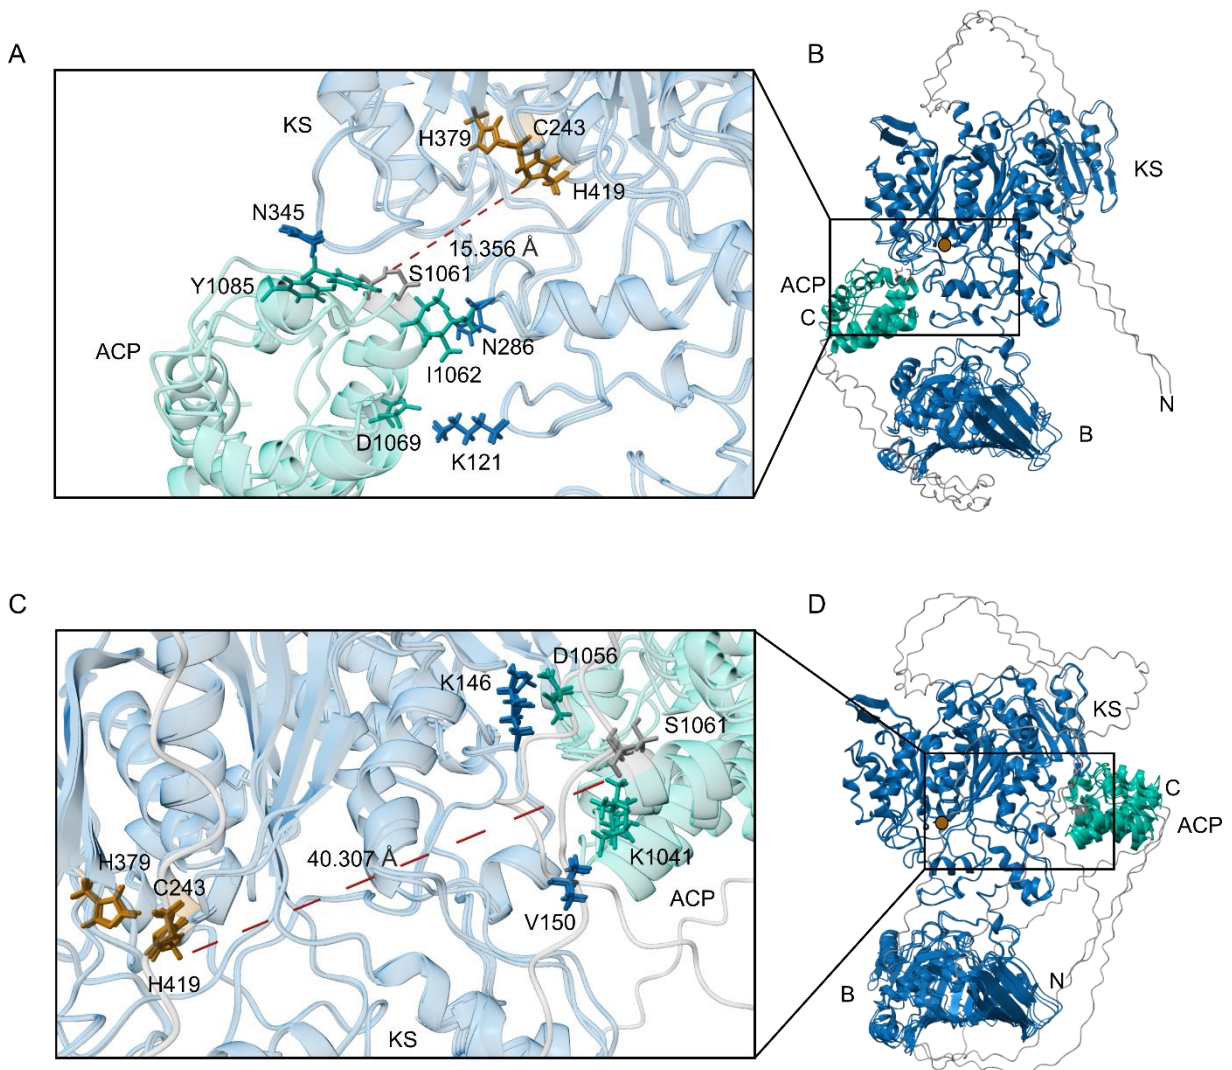 A
KS
H379
C243
H419
N345
15.356 Å
S1061
Y1085
ACP
N286
I1062
D1069
K121
B
KS
ACP
C
N
B
C
D1056
K146
S1061
40.307 Å
K1041
H379
C243
ACP
V150
H419
KS
D
KS
C
ACP
N
B